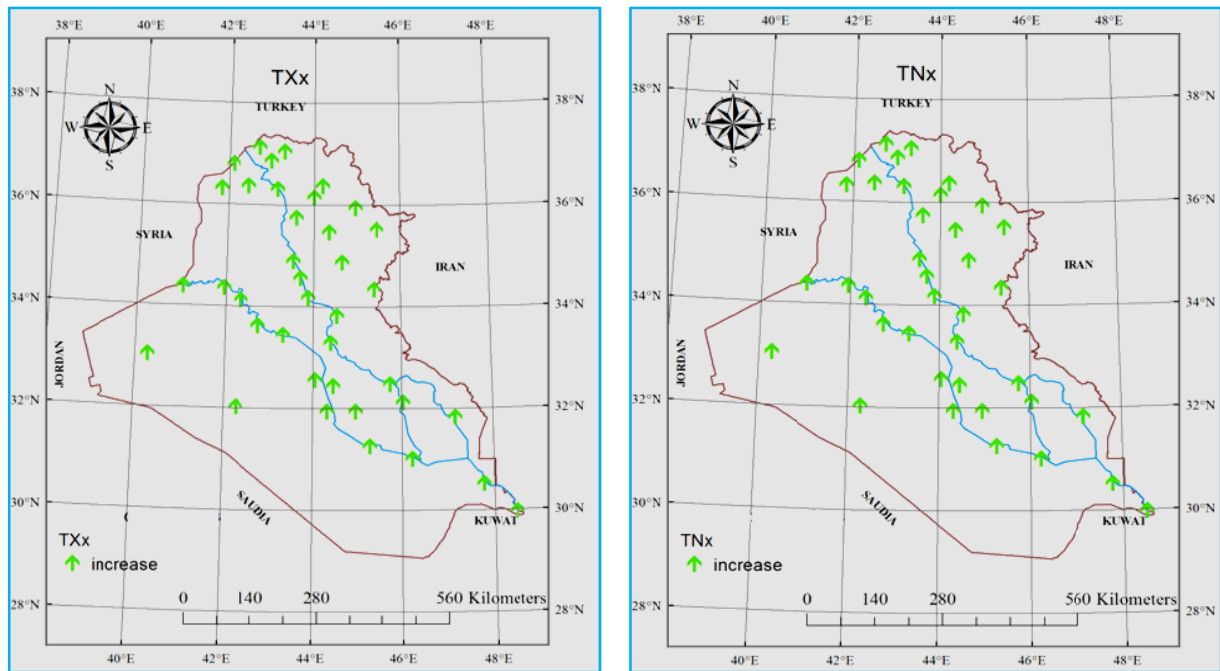 38°E 40°E 42°E 44°E 46°E 48°E
TXx
TURKEY
N
W E
S
38°N 38°N
36°N 36°N
SYRIA
IRAN
34°N 34°N
JORDAN
32°N 32°N
SAUDIA
30°N 30°N
KUWAI
TXx
increase
0 140 280 560 Kilometers
28°N 28°N
40°E 42°E 44°E 46°E 48°E
38°E 40°E 42°E 44°E 46°E 48°E
TNx
TURKEY
N
W E
S
38°N 38°N
36°N 36°N
SYRIA
IRAN
34°N 34°N
JORDAN
32°N 32°N
SAUDIA
30°N 30°N
KUWAI
TNx
increase
0 140 280 560 Kilometers
28°N 28°N
40°E 42°E 44°E 46°E 48°E